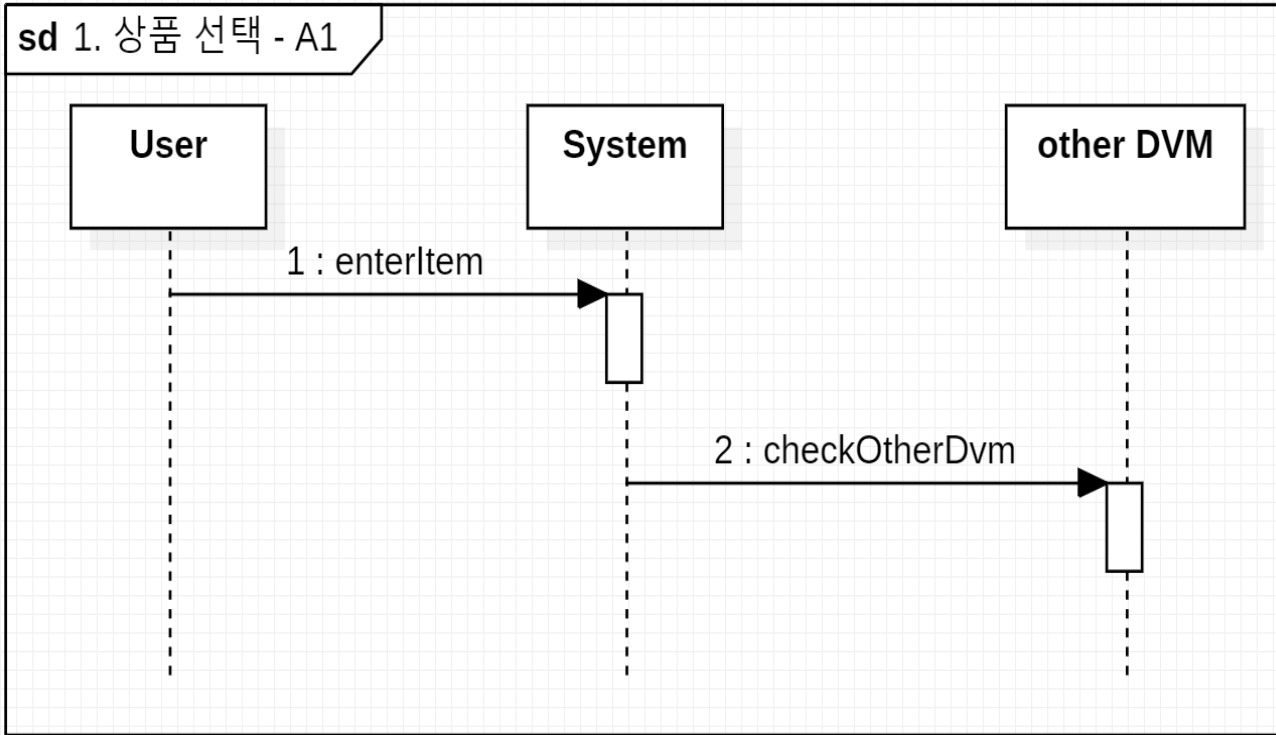 sd 1. 상품 선택 - A1
User
System
other DVM
1 : enterItem
2 : checkOtherDvm